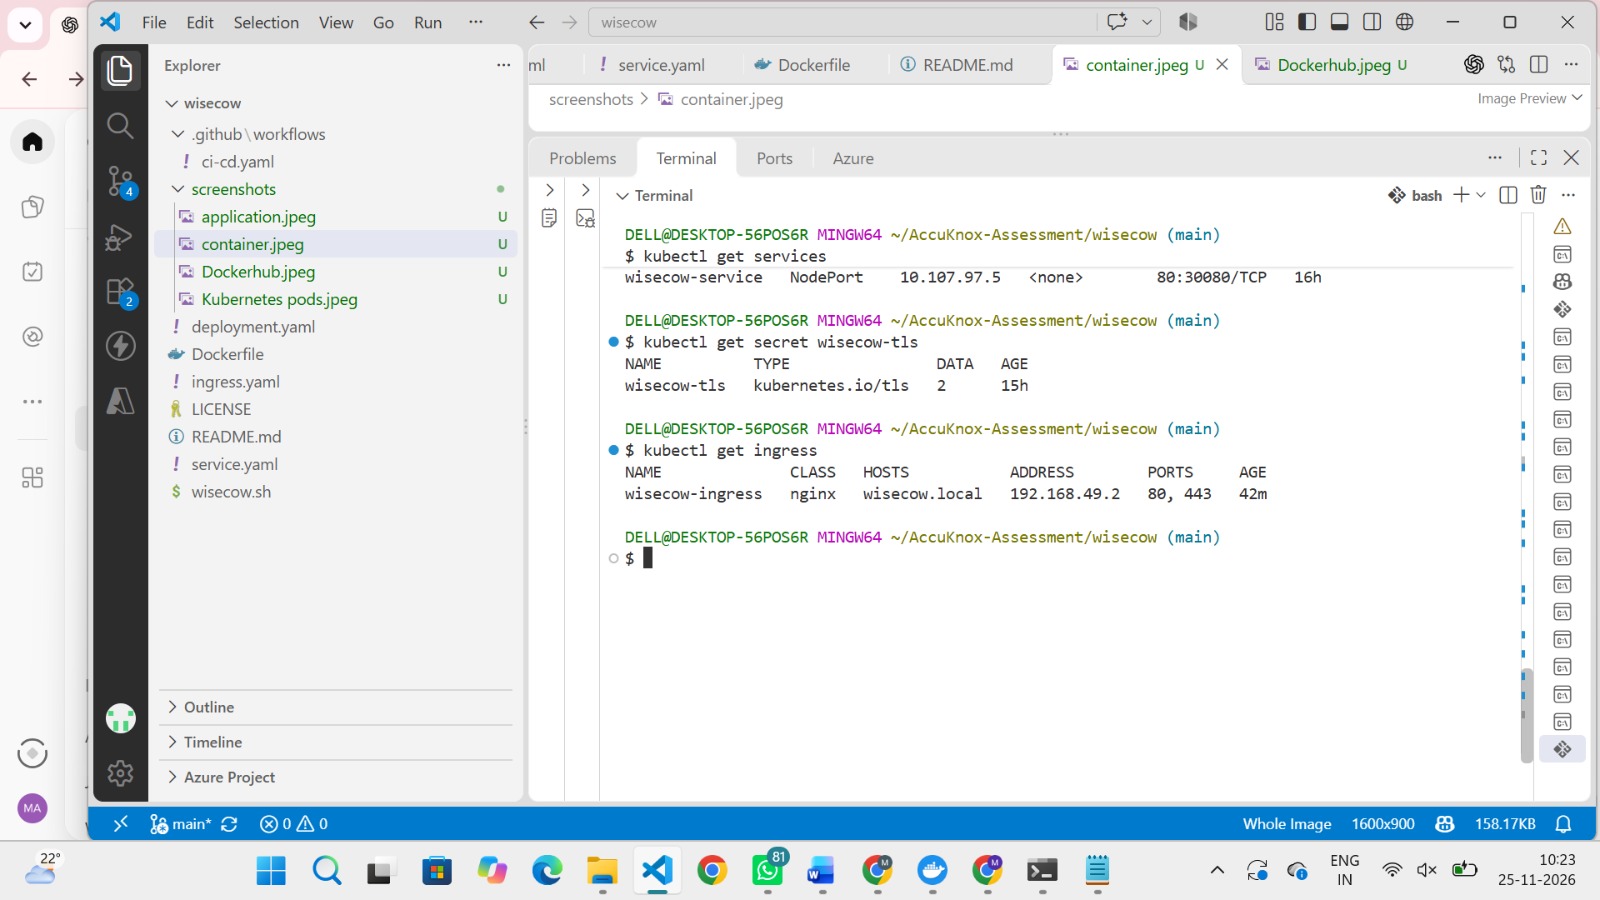 File Edit Selection View Go Run ···
wisecow
Explorer
wisecow
.github\workflows
! ci-cd.yaml
screenshots
application.jpeg U
container.jpeg U
Dockerhub.jpeg U
Kubernetes pods.jpeg U
! deployment.yaml
Dockerfile
! ingress.yaml
LICENSE
README.md
! service.yaml
$ wisecow.sh
Outline
Timeline
Azure Project
4
2
MA
ml ! service.yaml Dockerfile README.md container.jpeg U Dockerhub.jpeg U
screenshots > container.jpeg Image Preview
Problems Terminal Ports Azure
Terminal bash
DELL@DESKTOP-56POS6R MINGW64 ~/AccuKnox-Assessment/wisecow (main)
$ kubectl get services
wisecow-service NodePort 10.107.97.5 <none> 80:30080/TCP 16h
DELL@DESKTOP-56POS6R MINGW64 ~/AccuKnox-Assessment/wisecow (main)
$ kubectl get secret wisecow-tls
NAME TYPE DATA AGE
wisecow-tls kubernetes.io/tls 2 15h
DELL@DESKTOP-56POS6R MINGW64 ~/AccuKnox-Assessment/wisecow (main)
$ kubectl get ingress
NAME CLASS HOSTS ADDRESS PORTS AGE
wisecow-ingress nginx wisecow.local 192.168.49.2 80, 443 42m
DELL@DESKTOP-56POS6R MINGW64 ~/AccuKnox-Assessment/wisecow (main)
$
main* 0 0 Whole Image 1600x900 158.17KB
22° 81 ENG IN 10:23 25-11-2026